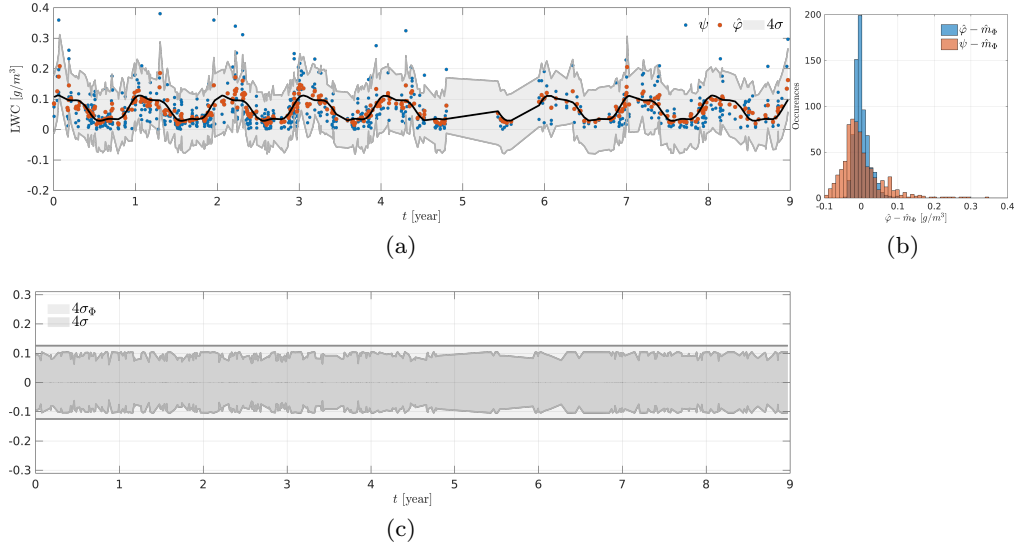 0.4
0.3
0.2
0.1
0
-0.1
-0.2
LWC [g/m³]
ψ φ̂ 4σ
0 1 2 3 4 5 6 7 8 9
t [year]
(a)
200
150
100
50
0
Occurrences
φ̂ − m̂_Φ
ψ − m̂_Φ
-0.1 0 0.1 0.2 0.3 0.4
φ̂ − m̂_Φ [g/m³]
(b)
0.3
0.2
0.1
0
-0.1
-0.2
-0.3
4σ_Φ
4σ
0 1 2 3 4 5 6 7 8 9
t [year]
(c)